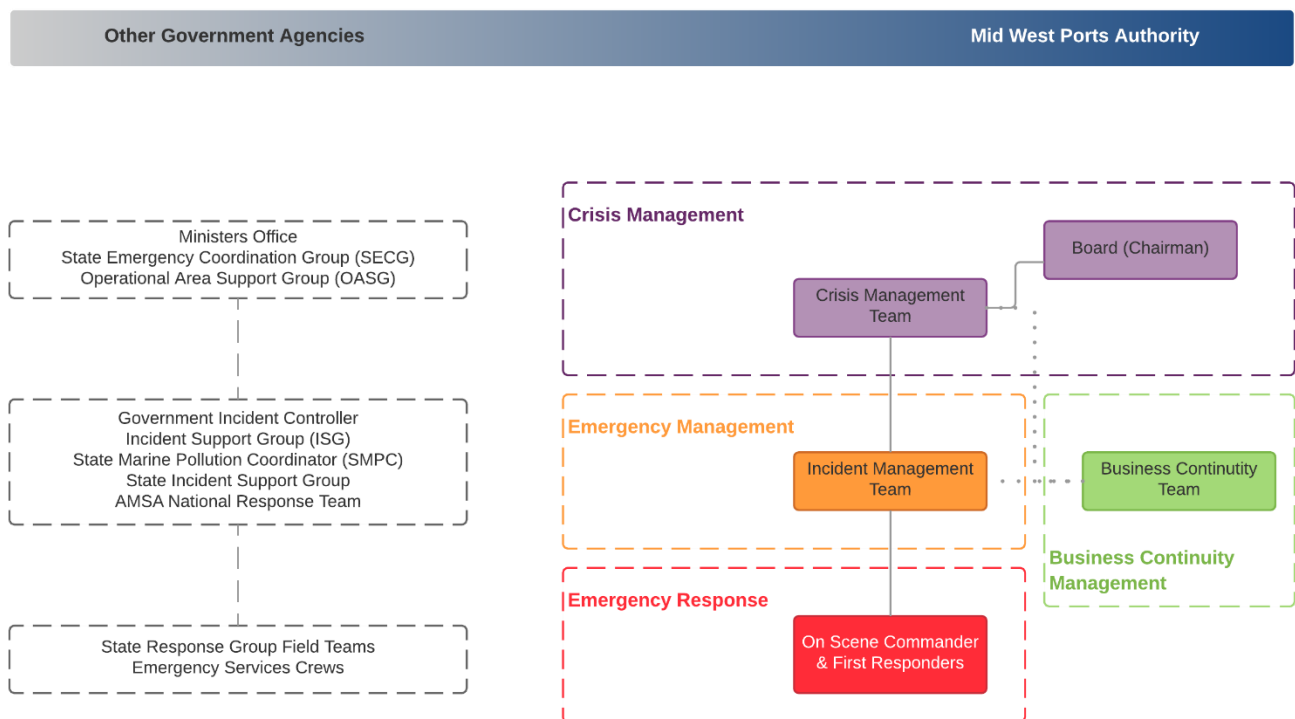 Other Government Agencies
Mid West Ports Authority
Ministers Office
State Emergency Coordination Group (SECG)
Operational Area Support Group (OASG)
Crisis Management
Board (Chairman)
Crisis Management
Team
Government Incident Controller
Incident Support Group (ISG)
State Marine Pollution Coordinator (SMPC)
State Incident Support Group
AMSA National Response Team
Emergency Management
Incident Management
Team
Business Continutity
Team
Business Continuity
Management
Emergency Response
On Scene Commander
& First Responders
State Response Group Field Teams
Emergency Services Crews